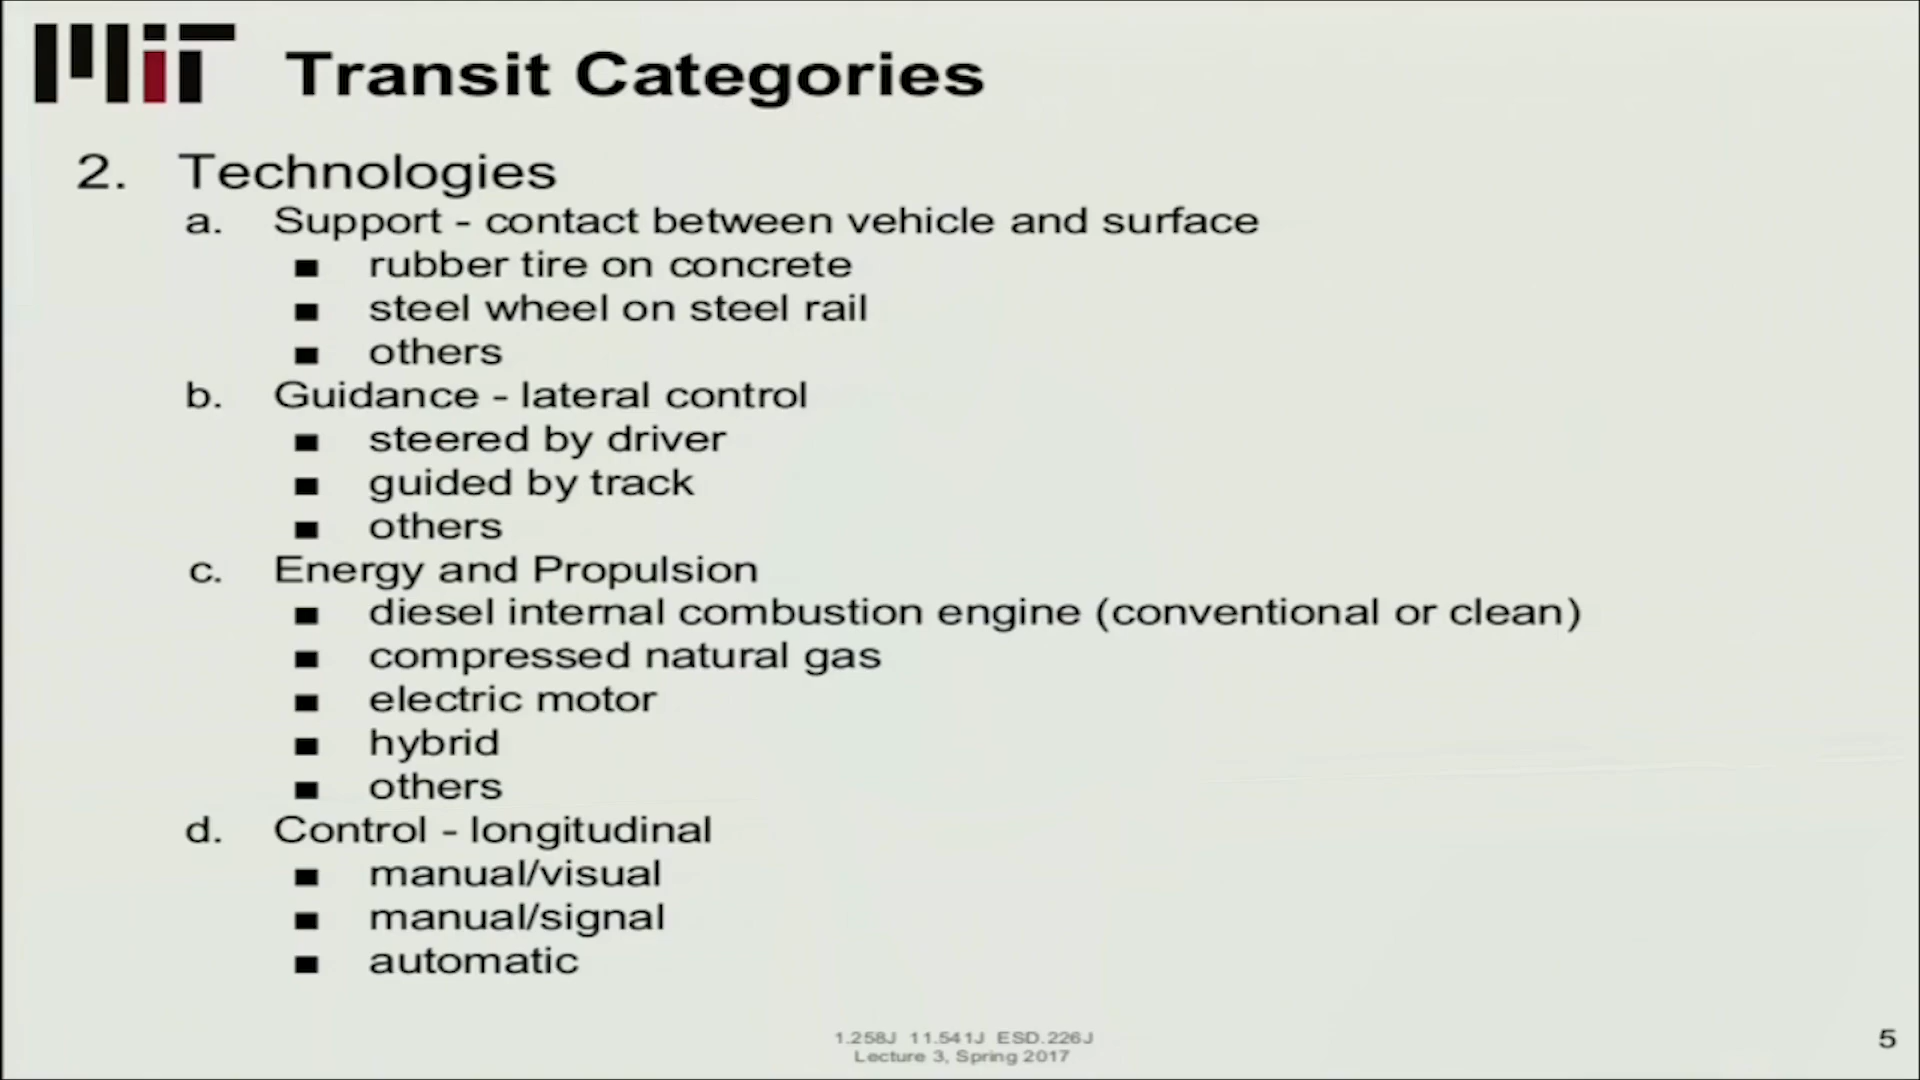 MIT
Transit Categories
2. Technologies
a. Support - contact between vehicle and surface
■ rubber tire on concrete
■ steel wheel on steel rail
■ others
b. Guidance - lateral control
■ steered by driver
■ guided by track
■ others
c. Energy and Propulsion
■ diesel internal combustion engine (conventional or clean)
■ compressed natural gas
■ electric motor
■ hybrid
■ others
d. Control - longitudinal
■ manual/visual
■ manual/signal
■ automatic
1.258J 11.541J ESD.226J
Lecture 3, Spring 2017
5